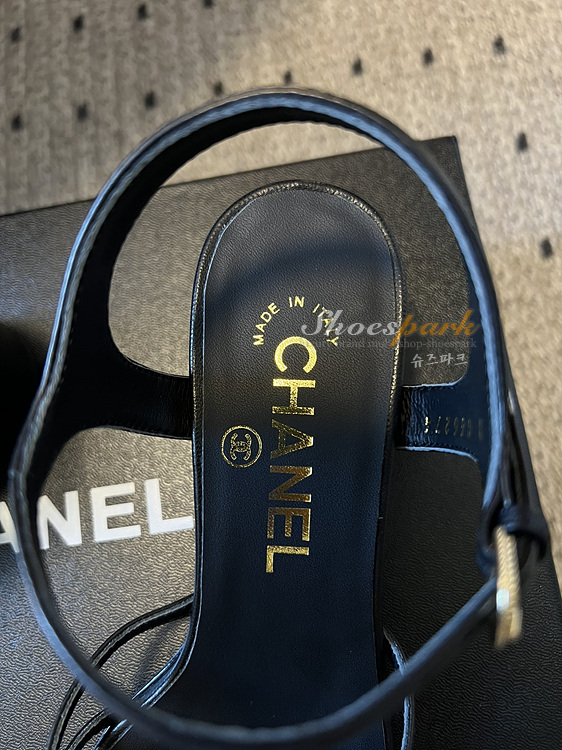 MADE IN ITALY
CHANEL
ANEL
Shoespark
슈즈파크